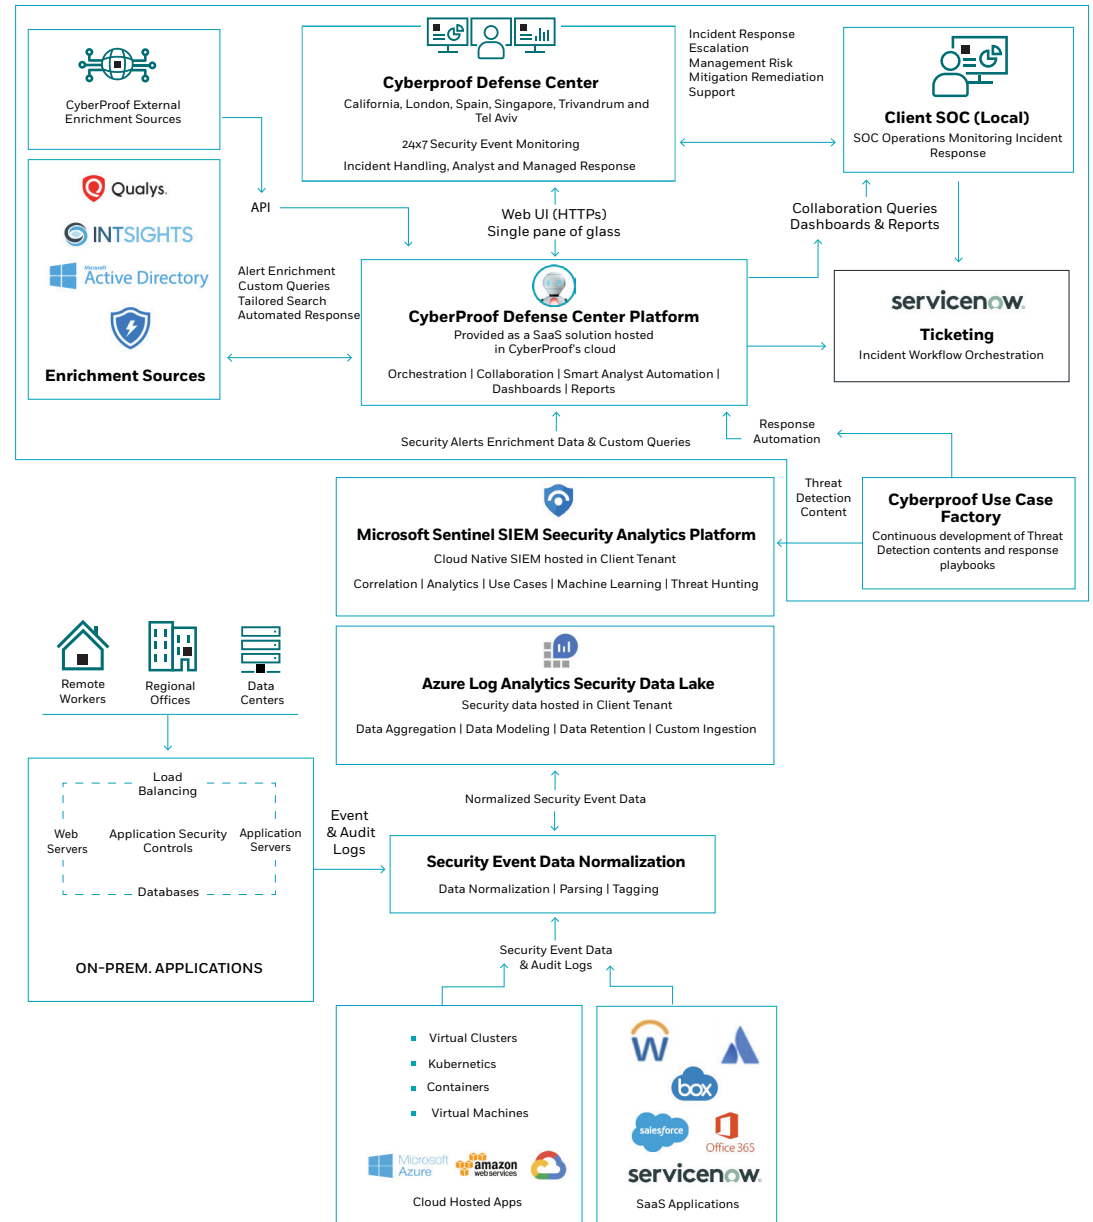 CyberProof External
Enrichment Sources
Cyberproof Defense Center
California, London, Spain, Singapore, Trivandrum and
Tel Aviv
24x7 Security Event Monitoring
Incident Handling, Analyst and Managed Response
Incident Response
Escalation
Management Risk
Mitigation Remediation
Support
Client SOC (Local)
SOC Operations Monitoring Incident
Response
Qualys.
INTSIGHTS
Microsoft
Active Directory
Enrichment Sources
API
Web UI (HTTPs)
Single pane of glass
Collaboration Queries
Dashboards & Reports
Alert Enrichment
Custom Queries
Tailored Search
Automated Response
CyberProof Defense Center Platform
Provided as a SaaS solution hosted
in CyberProof's cloud
Orchestration | Collaboration | Smart Analyst Automation |
Dashboards | Reports
servicenow.
Ticketing
Incident Workflow Orchestration
Security Alerts Enrichment Data & Custom Queries
Response
Automation
Threat
Detection
Content
Cyberproof Use Case
Factory
Continuous development of Threat
Detection contents and response
playbooks
Microsoft Sentinel SIEM Seecurity Analytics Platform
Cloud Native SIEM hosted in Client Tenant
Correlation | Analytics | Use Cases | Machine Learning | Threat Hunting
Azure Log Analytics Security Data Lake
Security data hosted in Client Tenant
Data Aggregation | Data Modeling | Data Retention | Custom Ingestion
Remote
Workers
Regional
Offices
Data
Centers
Load
Balancing
Web
Servers
Application Security
Controls
Application
Servers
Databases
ON-PREM. APPLICATIONS
Event
& Audit
Logs
Normalized Security Event Data
Security Event Data Normalization
Data Normalization | Parsing | Tagging
Security Event Data
& Audit Logs
Virtual Clusters
Kubernetics
Containers
Virtual Machines
Microsoft
Azure
amazon
web services
Cloud Hosted Apps
box
salesforce
Office 365
servicenow.
SaaS Applications